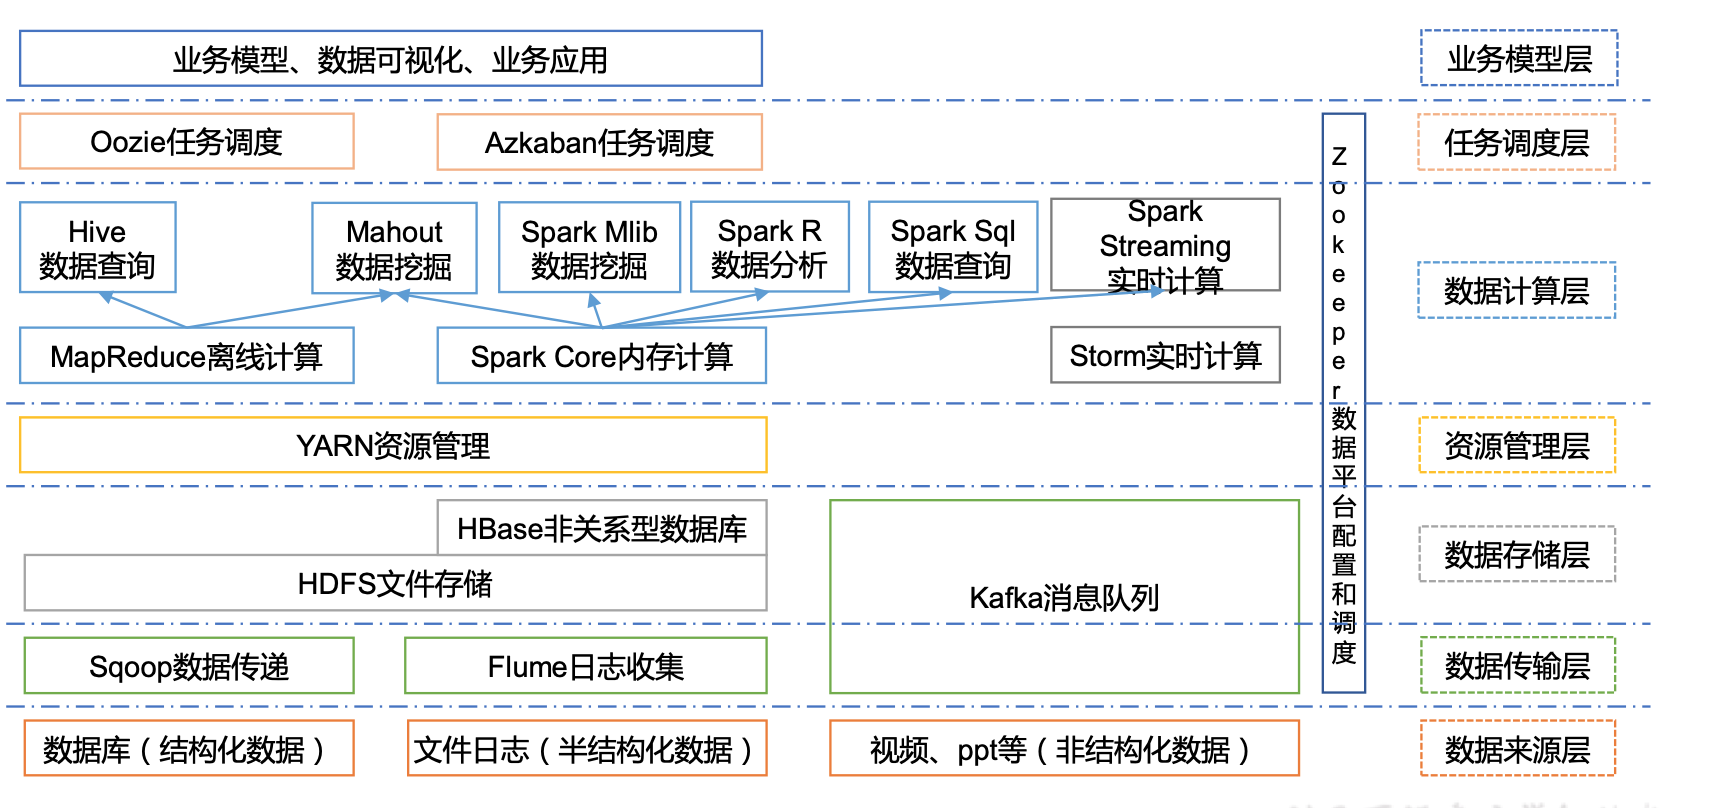 业务模型、数据可视化、业务应用
业务模型层
Oozie任务调度
Azkaban任务调度
任务调度层
Hive
数据查询
Mahout
数据挖掘
Spark Mlib
数据挖掘
Spark R
数据分析
Spark Sql
数据查询
Spark
Streaming
实时计算
数据计算层
MapReduce离线计算
Spark Core内存计算
Storm实时计算
Zookeeper数据平台配置和调度
YARN资源管理
资源管理层
HBase非关系型数据库
HDFS文件存储
Kafka消息队列
数据存储层
Sqoop数据传递
Flume日志收集
数据传输层
数据库（结构化数据）
文件日志（半结构化数据）
视频、ppt等（非结构化数据）
数据来源层